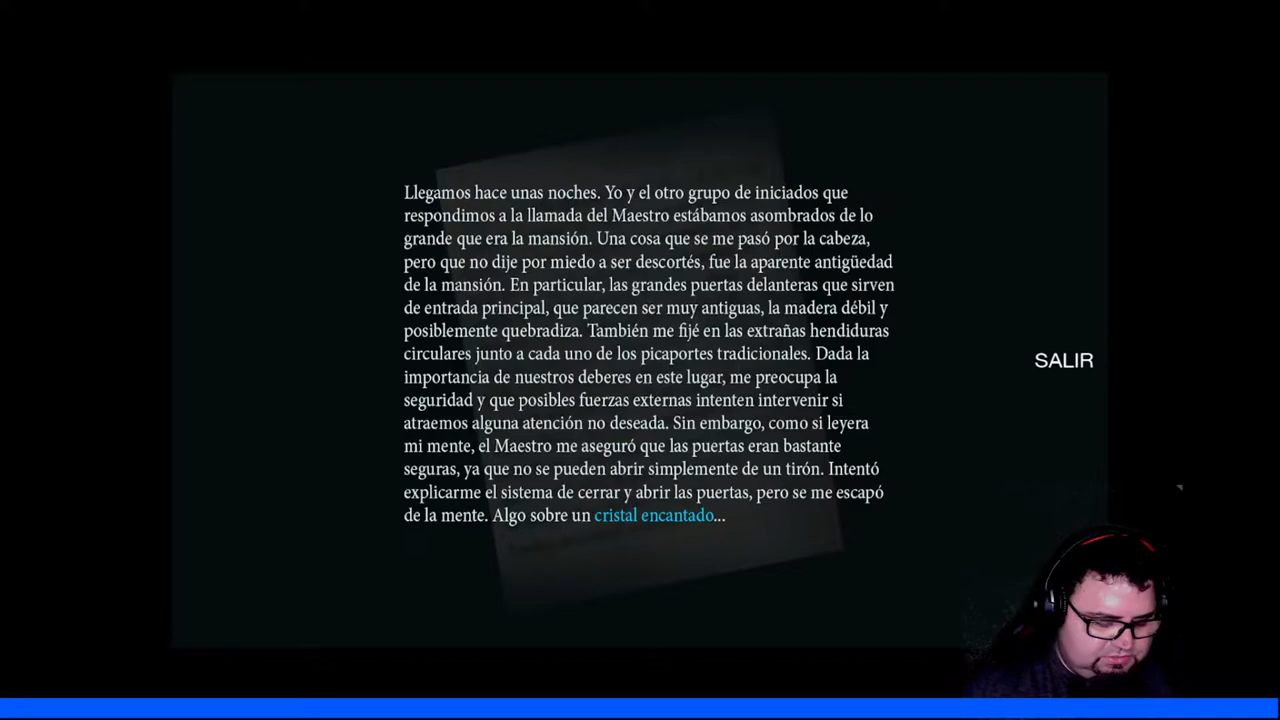 Llegamos hace unas noches. Yo y el otro grupo de iniciados que
respondimos a la llamada del Maestro estábamos asombrados de lo
grande que era la mansión. Una cosa que se me pasó por la cabeza,
pero que no dije por miedo a ser descortés, fue la aparente antigüedad
de la mansión. En particular, las grandes puertas delanteras que sirven
de entrada principal, que parecen ser muy antiguas, la madera débil y
posiblemente quebradiza. También me fijé en las extrañas hendiduras
circulares junto a cada uno de los picaportes tradicionales. Dada la
importancia de nuestros deberes en este lugar, me preocupa la
seguridad y que posibles fuerzas externas intenten intervenir si
atraemos alguna atención no deseada. Sin embargo, como si leyera
mi mente, el Maestro me aseguró que las puertas eran bastante
seguras, ya que no se pueden abrir simplemente de un tirón. Intentó
explicarme el sistema de cerrar y abrir las puertas, pero se me escapó
de la mente. Algo sobre un cristal encantado...
SALIR